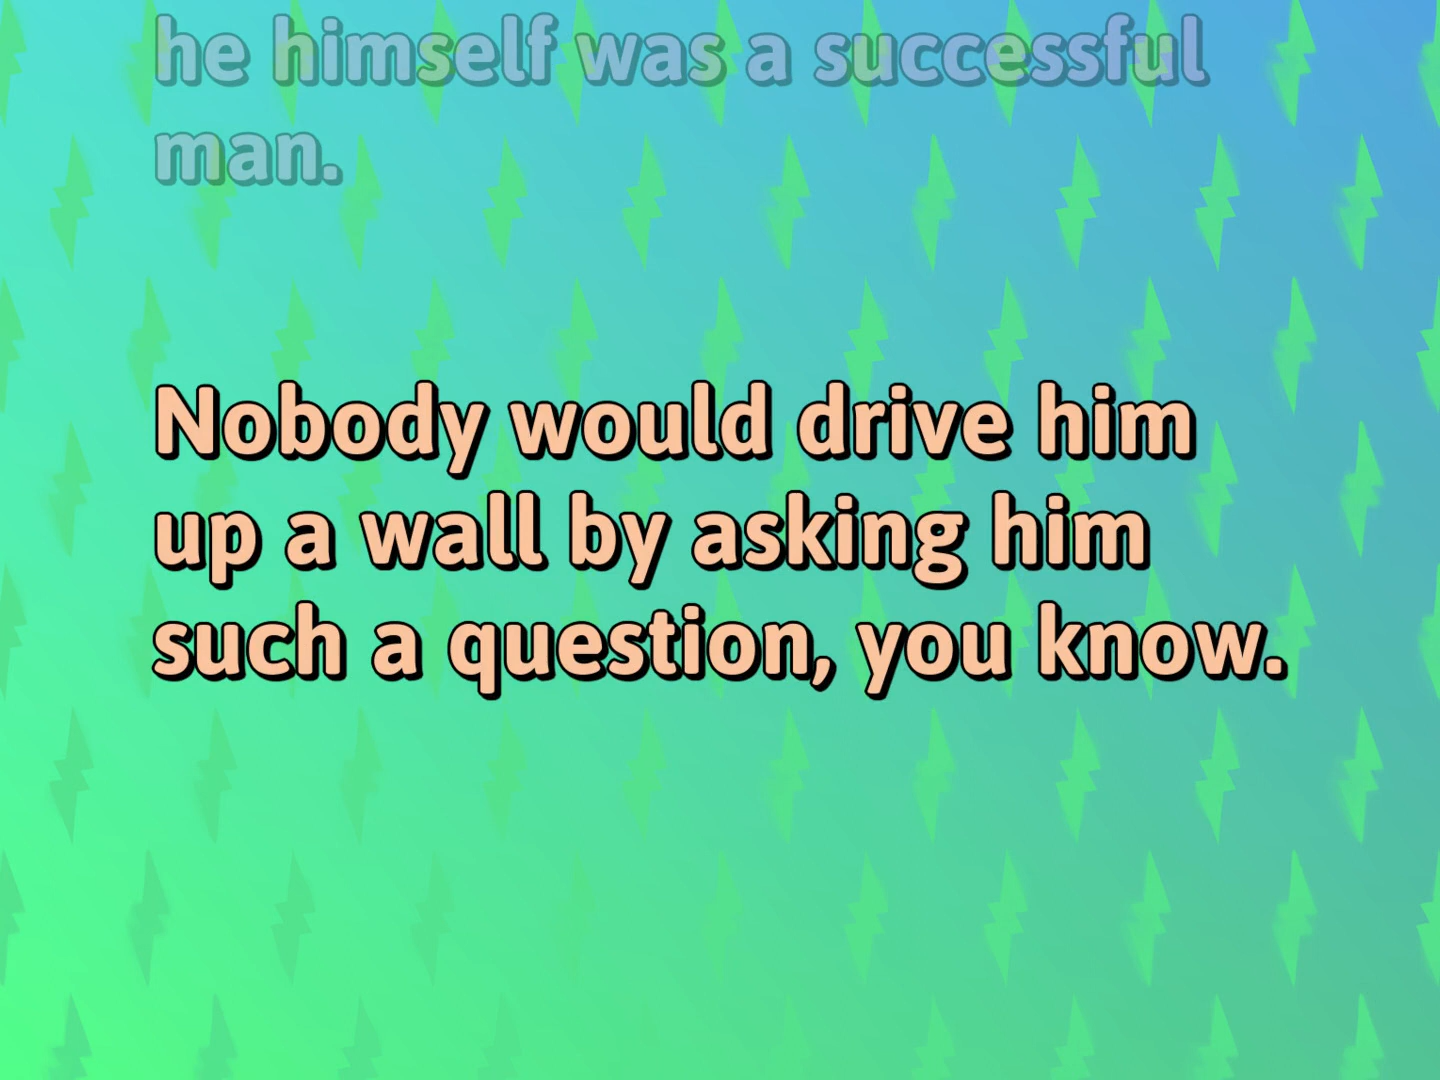 he himself was a successful
man.
Nobody would drive him
up a wall by asking him
such a question, you know.